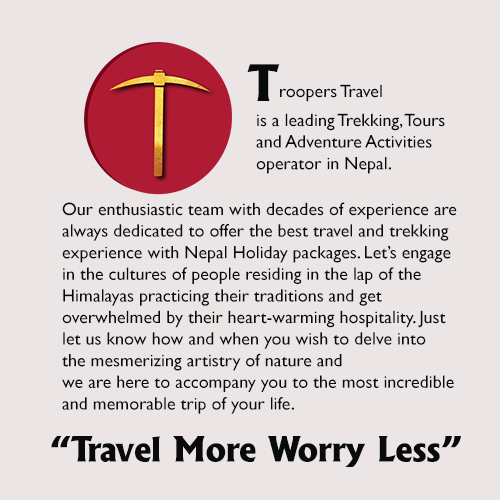 Troopers Travel
is a leading Trekking, Tours
and Adventure Activities
operator in Nepal.
Our enthusiastic team with decades of experience are
always dedicated to offer the best travel and trekking
experience with Nepal Holiday packages. Let's engage
in the cultures of people residing in the lap of the
Himalayas practicing their traditions and get
overwhelmed by their heart-warming hospitality. Just
let us know how and when you wish to delve into
the mesmerizing artistry of nature and
we are here to accompany you to the most incredible
and memorable trip of your life.
“Travel More Worry Less”